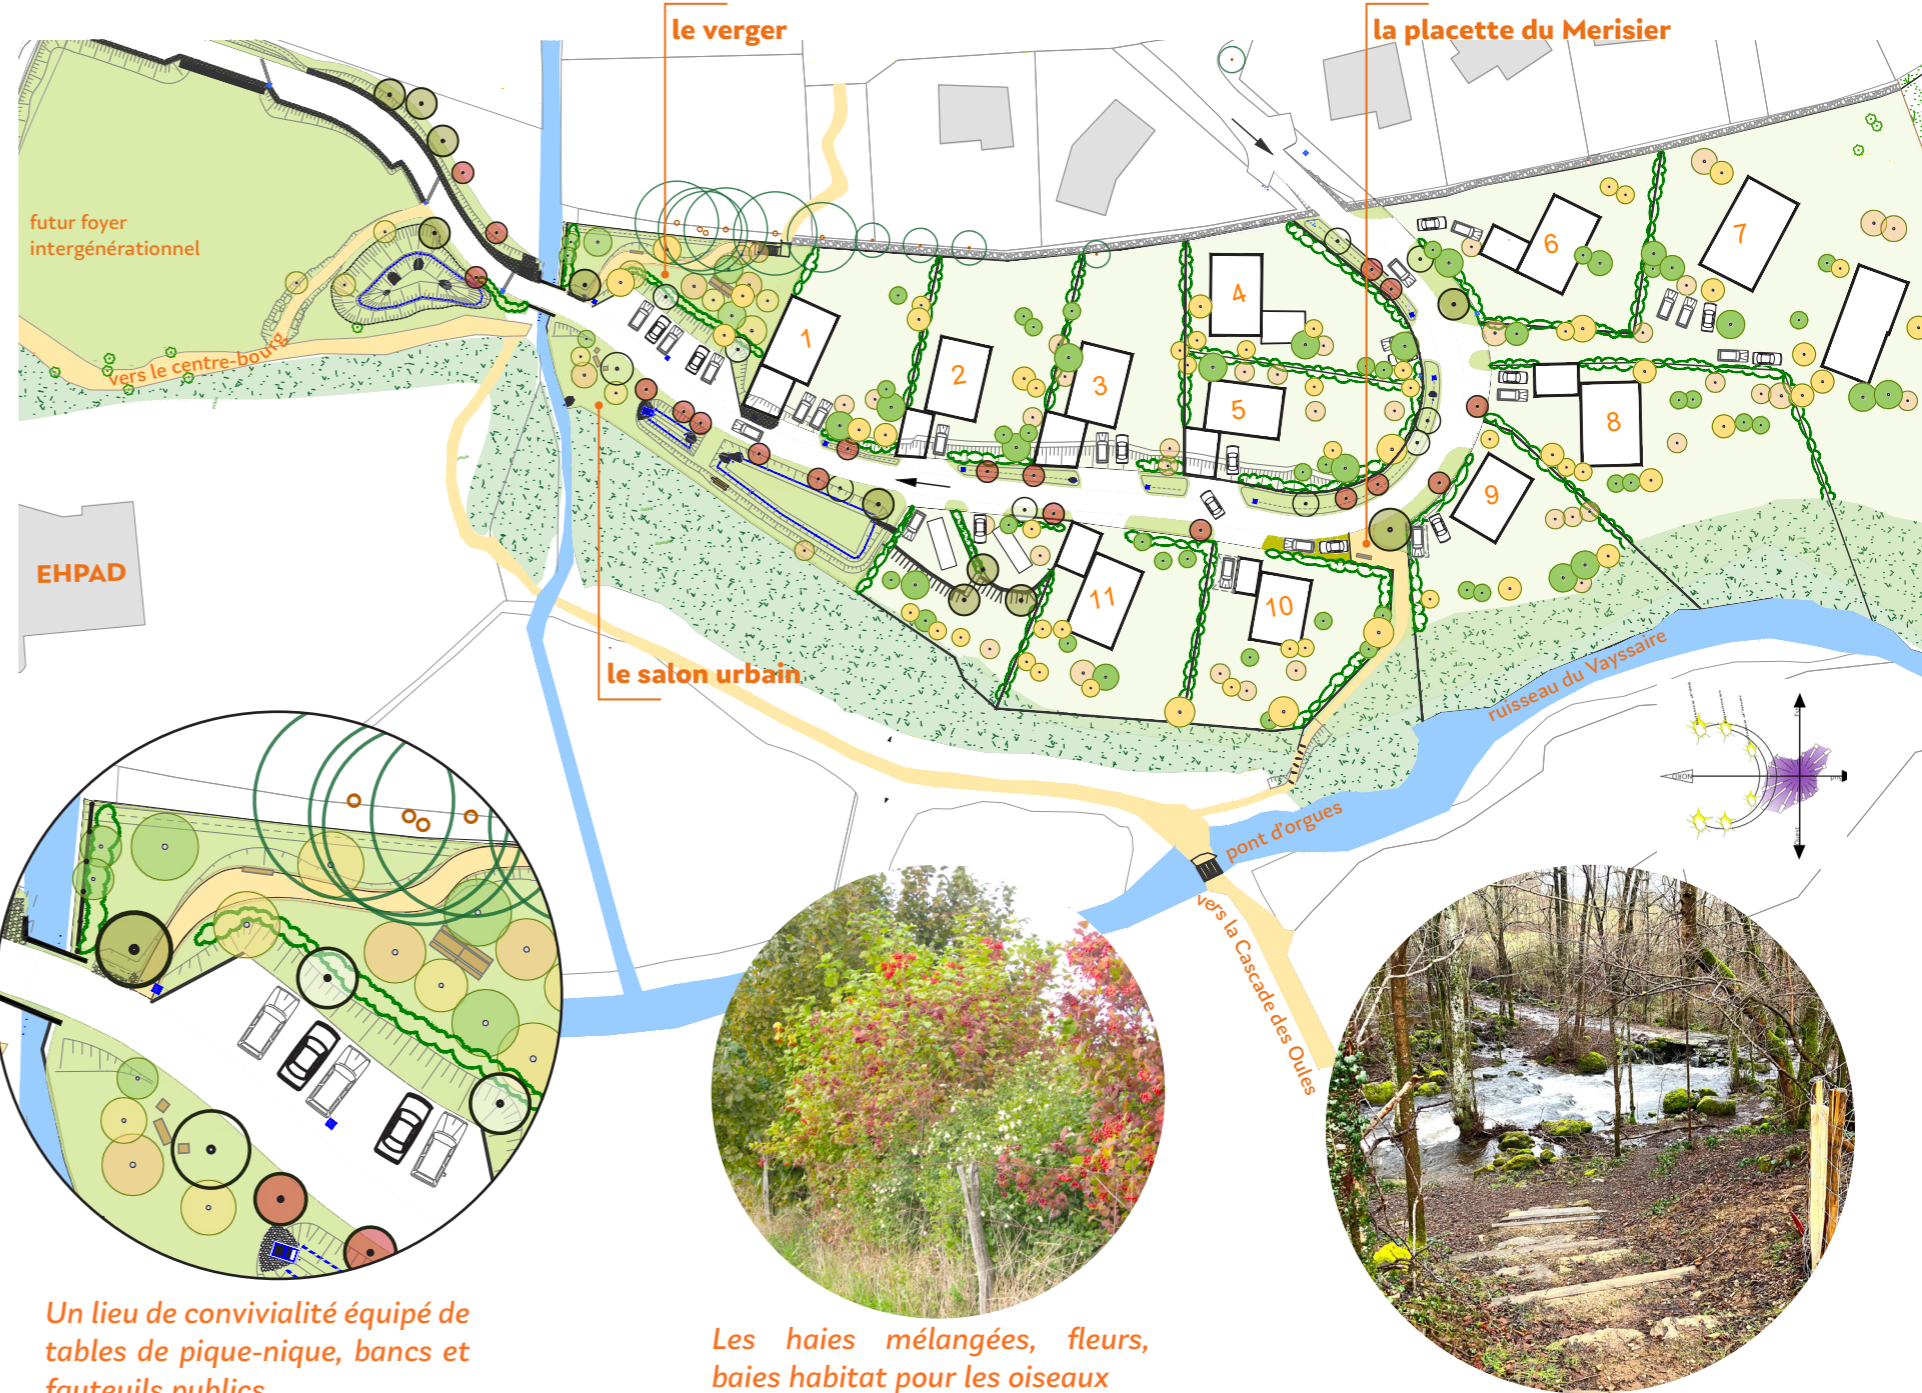 le verger
la placette du Merisier
futur foyer
intergénérationnel
vers le centre-bourg
EHPAD
le salon urbain
1
2
3
4
5
6
7
8
9
10
11
ruisseau du Vayssaire
pont d'orgues
vers la Cascade des Oules
NORD
Un lieu de convivialité équipé de
tables de pique-nique, bancs et
fauteuils publics
Les haies mélangées, fleurs,
baies habitat pour les oiseaux